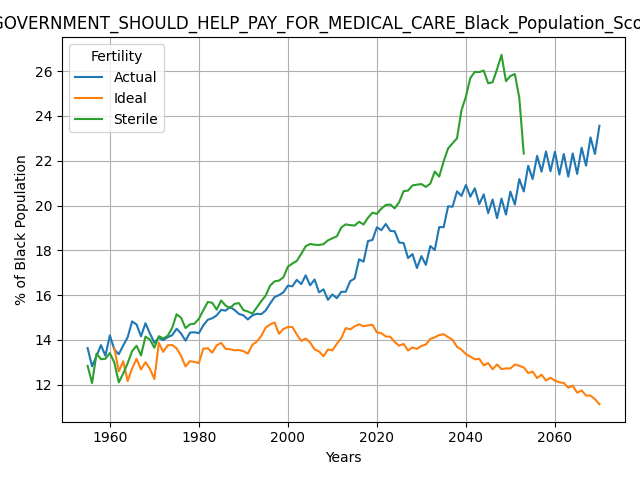 GOVERNMENT_SHOULD_HELP_PAY_FOR_MEDICAL_CARE_Black_Population_Sco
Fertility
Actual
Ideal
Sterile
26
24
22
20
18
16
14
12
% of Black Population
1960
1980
2000
2020
2040
2060
Years